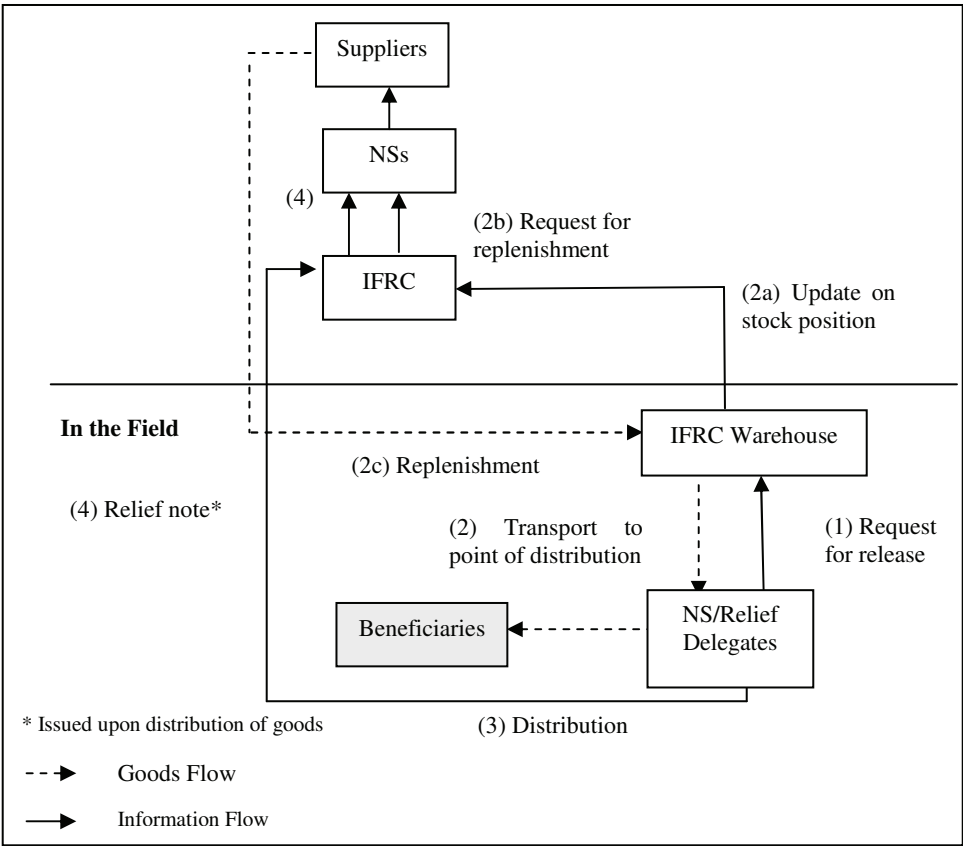 Suppliers
NSs
(4)
(2b) Request for
replenishment
IFRC
(2a) Update on
stock position
In the Field
IFRC Warehouse
(2c) Replenishment
(4) Relief note*
(2) Transport to
point of distribution
(1) Request
for release
Beneficiaries
NS/Relief
Delegates
* Issued upon distribution of goods
(3) Distribution
Goods Flow
Information Flow